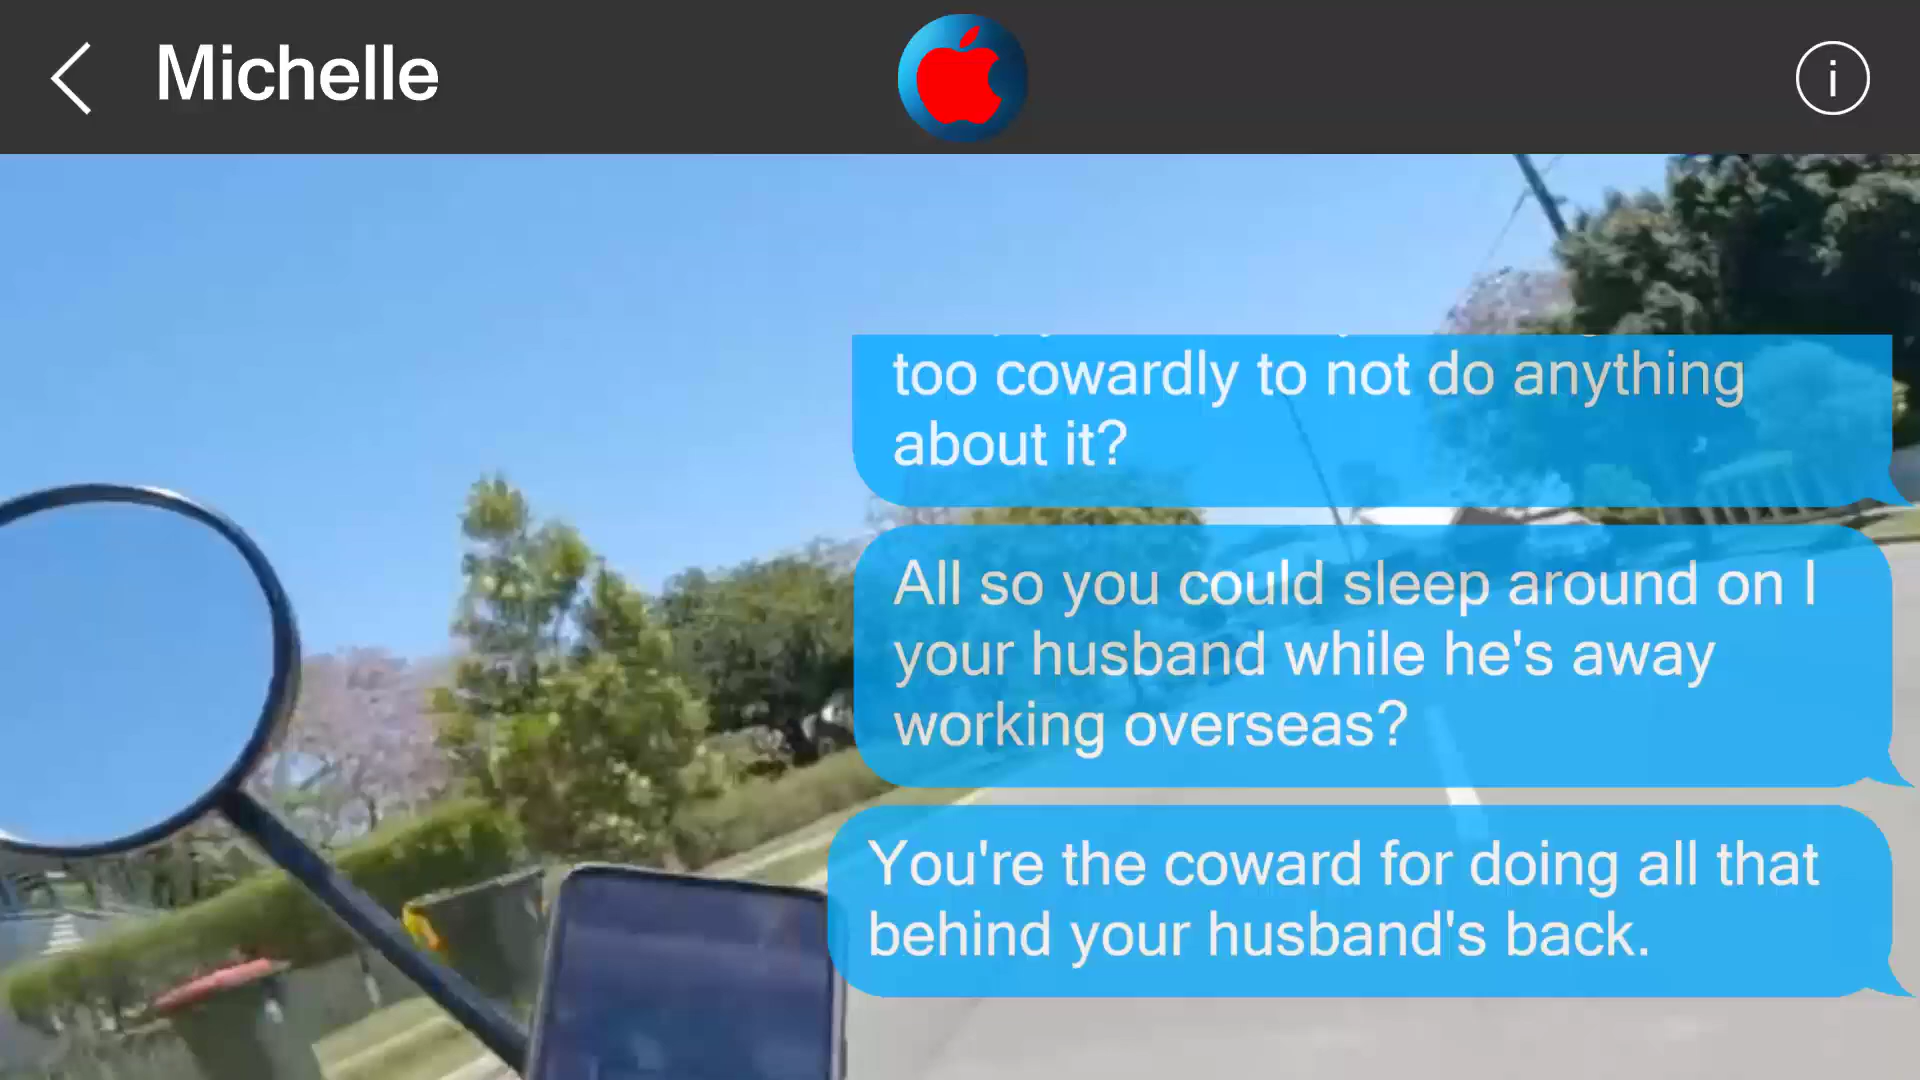 Michelle
i
too cowardly to not do anything
about it?
All so you could sleep around on I
your husband while he's away
working overseas?
You're the coward for doing all that
behind your husband's back.